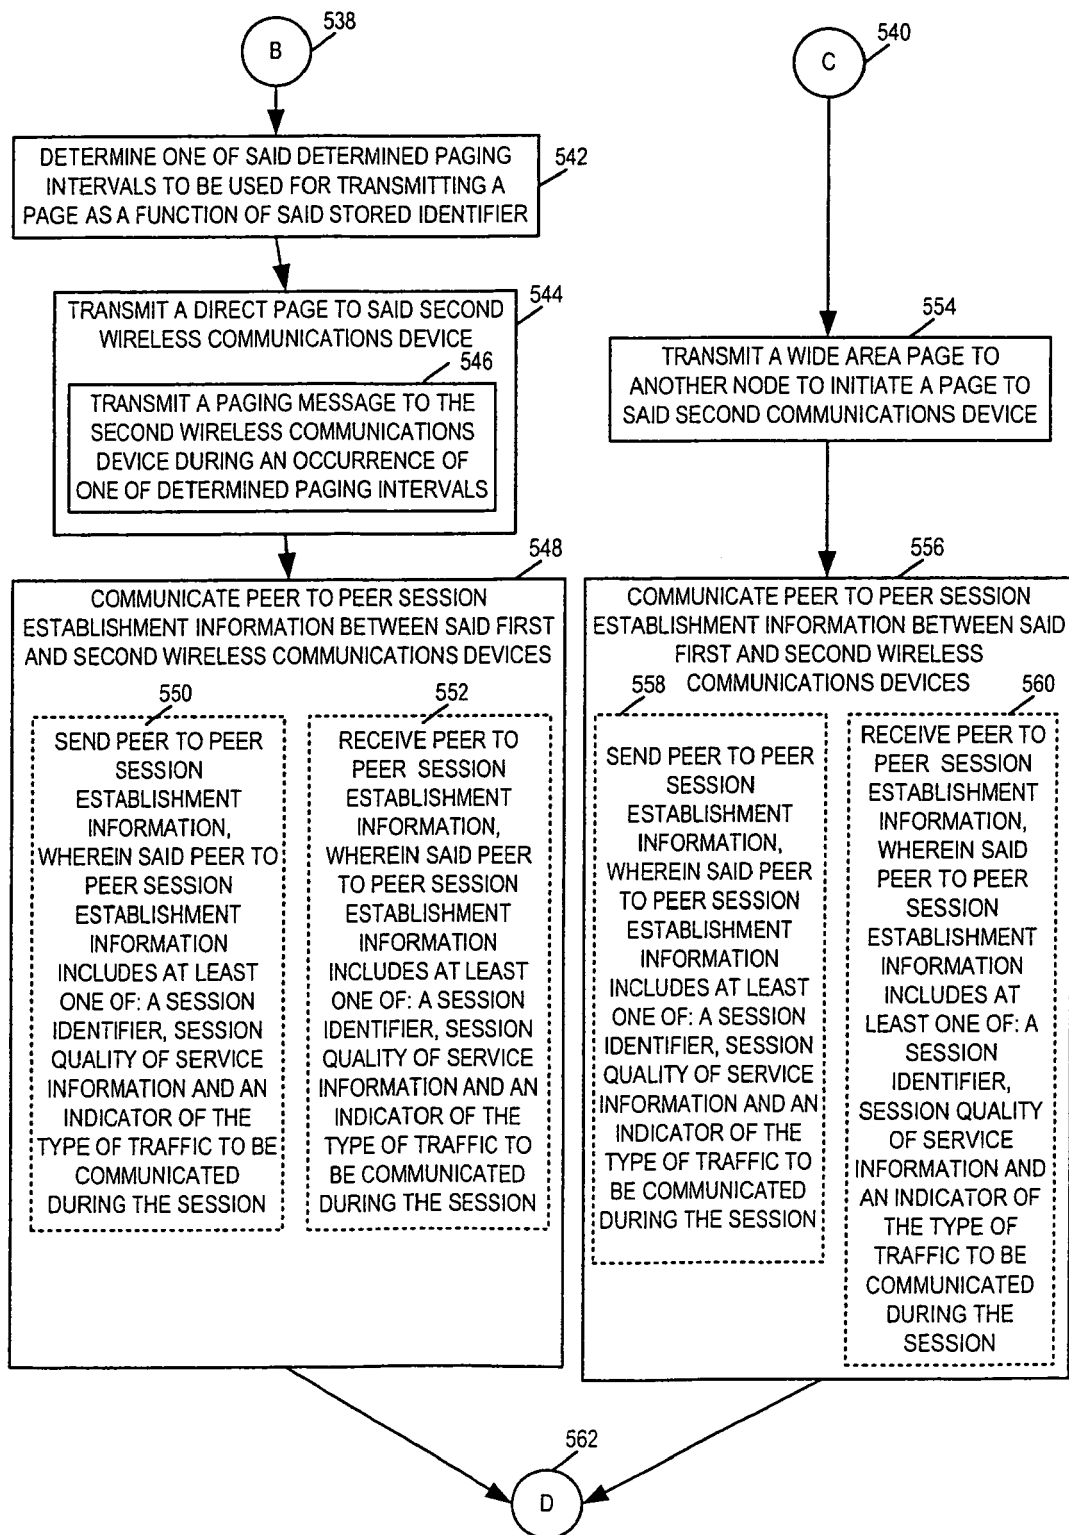 538
B
540
C
542
DETERMINE ONE OF SAID DETERMINED PAGING
INTERVALS TO BE USED FOR TRANSMITTING A
PAGE AS A FUNCTION OF SAID STORED IDENTIFIER
544
TRANSMIT A DIRECT PAGE TO SAID SECOND
WIRELESS COMMUNICATIONS DEVICE
546
TRANSMIT A PAGING MESSAGE TO THE
SECOND WIRELESS COMMUNICATIONS
DEVICE DURING AN OCCURRENCE OF
ONE OF DETERMINED PAGING INTERVALS
554
TRANSMIT A WIDE AREA PAGE TO
ANOTHER NODE TO INITIATE A PAGE TO
SAID SECOND COMMUNICATIONS DEVICE
548
COMMUNICATE PEER TO PEER SESSION
ESTABLISHMENT INFORMATION BETWEEN SAID FIRST
AND SECOND WIRELESS COMMUNICATIONS DEVICES
550
SEND PEER TO PEER
SESSION
ESTABLISHMENT
INFORMATION,
WHEREIN SAID PEER TO
PEER SESSION
ESTABLISHMENT
INFORMATION
INCLUDES AT LEAST
ONE OF: A SESSION
IDENTIFIER, SESSION
QUALITY OF SERVICE
INFORMATION AND AN
INDICATOR OF THE
TYPE OF TRAFFIC TO BE
COMMUNICATED
DURING THE SESSION
552
RECEIVE PEER TO
PEER SESSION
ESTABLISHMENT
INFORMATION,
WHEREIN SAID PEER
TO PEER SESSION
ESTABLISHMENT
INFORMATION
INCLUDES AT LEAST
ONE OF: A SESSION
IDENTIFIER, SESSION
QUALITY OF SERVICE
INFORMATION AND AN
INDICATOR OF THE
TYPE OF TRAFFIC TO
BE COMMUNICATED
DURING THE SESSION
556
COMMUNICATE PEER TO PEER SESSION
ESTABLISHMENT INFORMATION BETWEEN SAID
FIRST AND SECOND WIRELESS
COMMUNICATIONS DEVICES
558
SEND PEER TO PEER
SESSION
ESTABLISHMENT
INFORMATION,
WHEREIN SAID PEER
TO PEER SESSION
ESTABLISHMENT
INFORMATION
INCLUDES AT LEAST
ONE OF: A SESSION
IDENTIFIER, SESSION
QUALITY OF SERVICE
INFORMATION AND AN
INDICATOR OF THE
TYPE OF TRAFFIC TO
BE COMMUNICATED
DURING THE SESSION
560
RECEIVE PEER TO
PEER SESSION
ESTABLISHMENT
INFORMATION,
WHEREIN SAID
PEER TO PEER
SESSION
ESTABLISHMENT
INFORMATION
INCLUDES AT
LEAST ONE OF: A
SESSION
IDENTIFIER,
SESSION QUALITY
OF SERVICE
INFORMATION AND
AN INDICATOR OF
THE TYPE OF
TRAFFIC TO BE
COMMUNICATED
DURING THE
SESSION
562
D